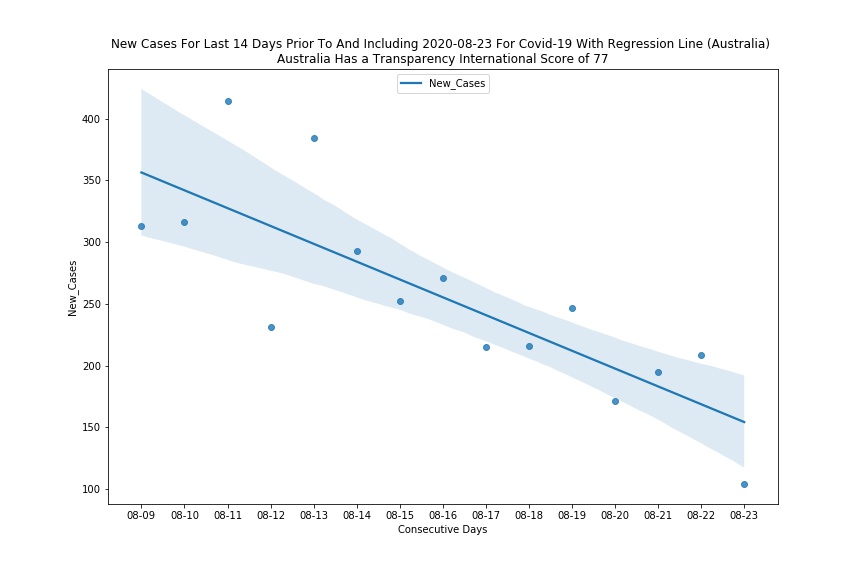 New Cases For Last 14 Days Prior To And Including 2020-08-23 For Covid-19 With Regression Line (Australia)
Australia Has a Transparency International Score of 77
New_Cases
400
350
300
250
200
150
100
New_Cases
08-09 08-10 08-11 08-12 08-13 08-14 08-15 08-16 08-17 08-18 08-19 08-20 08-21 08-22 08-23
Consecutive Days